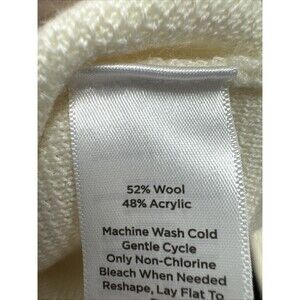 52% Wool
48% Acrylic
Machine Wash Cold
Gentle Cycle
Only Non-Chlorine
Bleach When Needed
Reshape, Lay Flat To